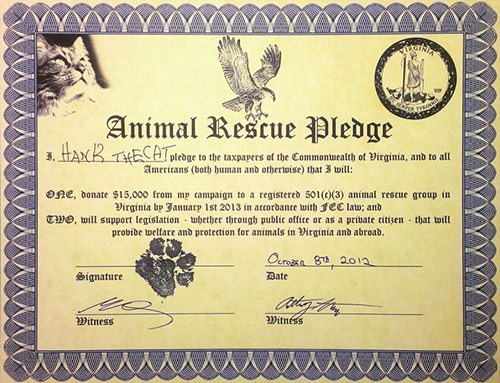 VIRGINIA
SIC SEMPER TYRANNIS
Animal Rescue Pledge
I, HANK THECAT pledge to the taxpayers of the Commonwealth of Virginia, and to all
Americans (both human and otherwise) that I will:
ONE, donate $15,000 from my campaign to a registered 501(c)(3) animal rescue group in
Virginia by January 1st 2013 in accordance with FEC law; and
TWO, will support legislation - whether through public office or as a private citizen - that will
provide welfare and protection for animals in Virginia and abroad.
OCTOBER 8TH, 2012
Signature Date
Witness Witness